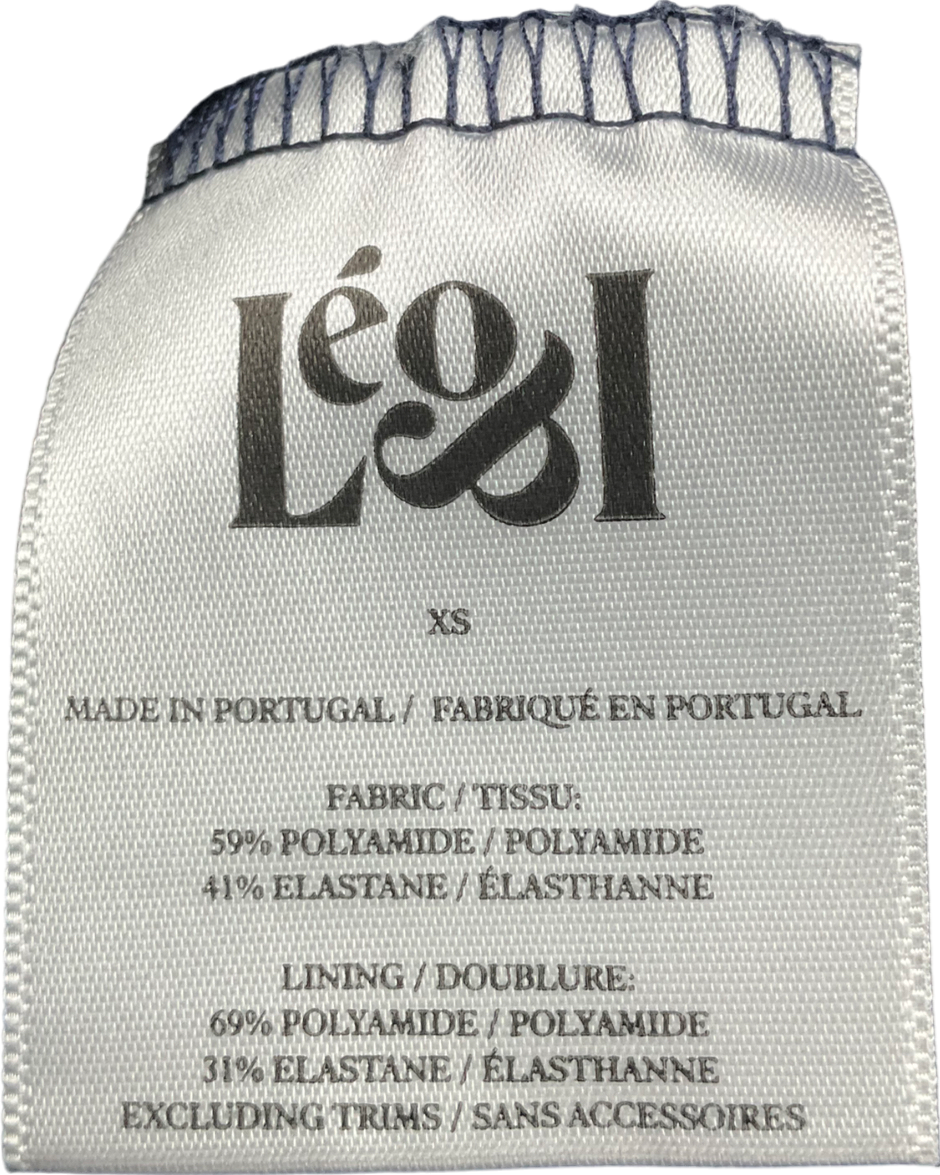 Léo&I
XS
MADE IN PORTUGAL / FABRIQUÉ EN PORTUGAL
FABRIC / TISSU:
59% POLYAMIDE / POLYAMIDE
41% ELASTANE / ÉLASTHANNE
LINING / DOUBLURE:
69% POLYAMIDE / POLYAMIDE
31% ELASTANE / ÉLASTHANNE
EXCLUDING TRIMS / SANS ACCESSOIRES